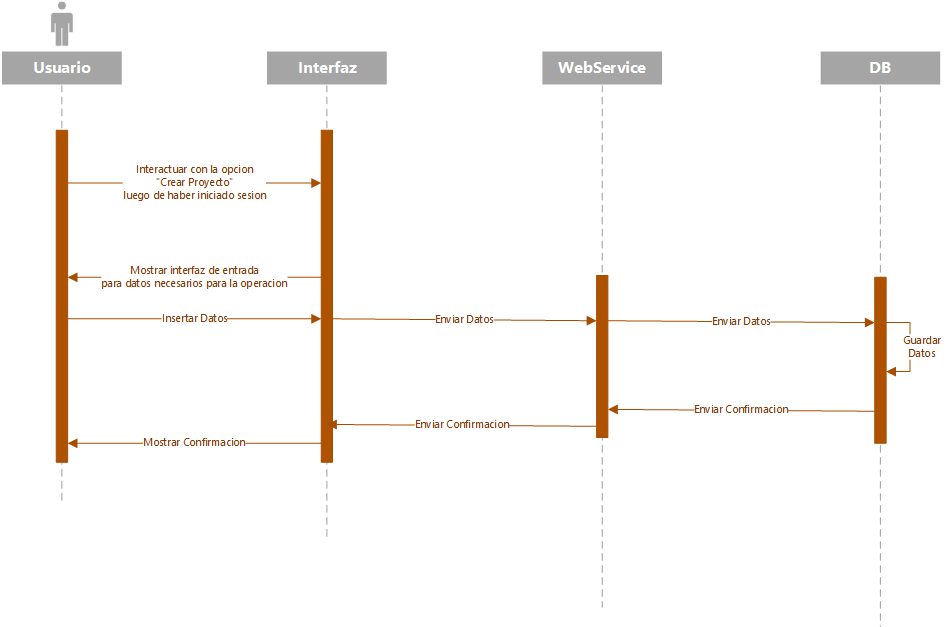 Usuario
Interfaz
WebService
DB
Interactuar con la opcion
"Crear Proyecto"
luego de haber iniciado sesion
Mostrar interfaz de entrada
para datos necesarios para la operacion
Insertar Datos
Enviar Datos
Enviar Datos
Guardar
Datos
Enviar Confirmacion
Enviar Confirmacion
Mostrar Confirmacion